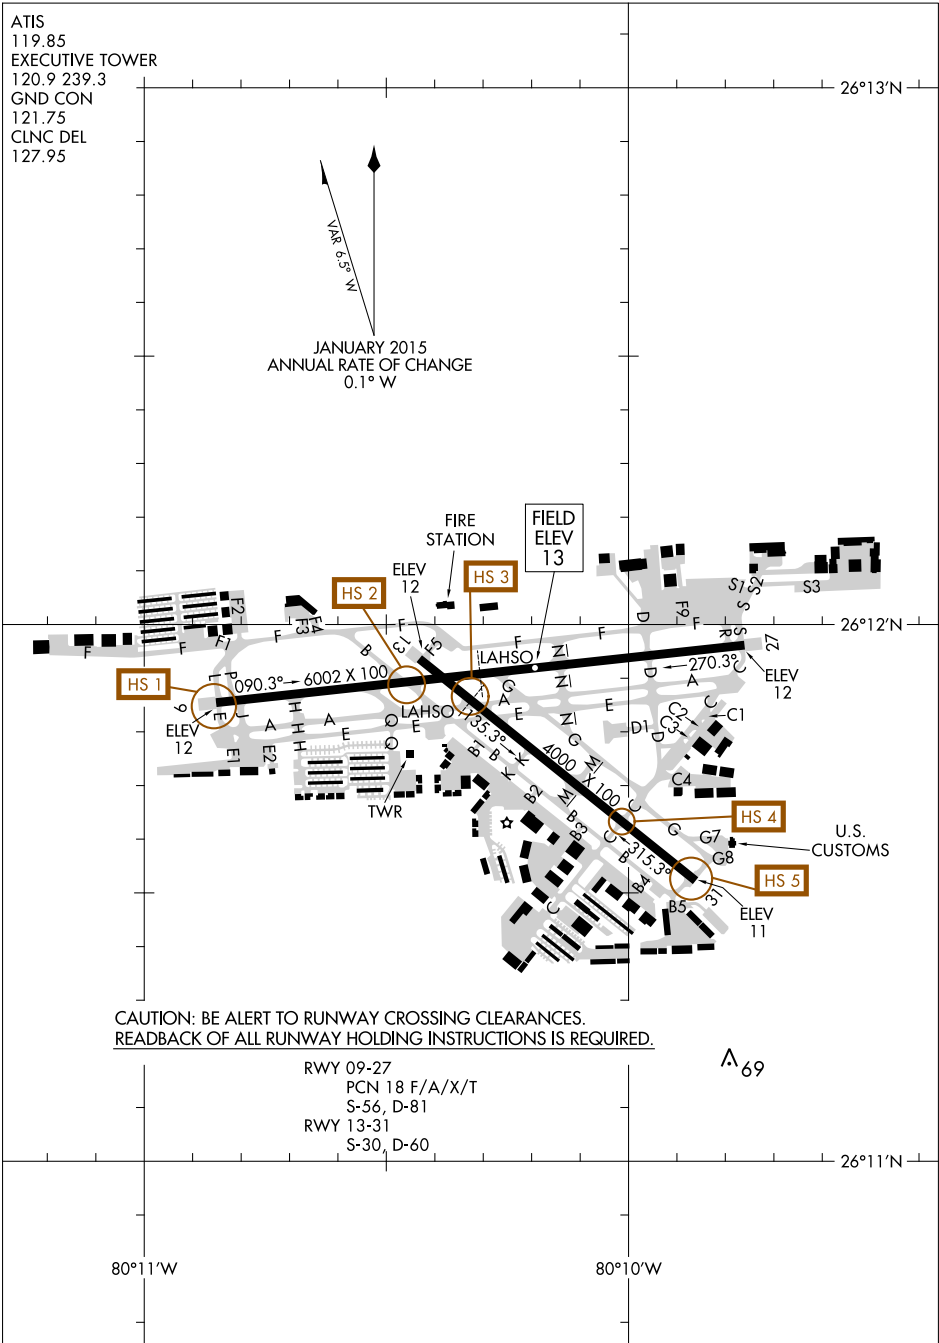 ATIS
119.85
EXECUTIVE TOWER
120.9 239.3
GND CON
121.75
CLNC DEL
127.95
26°13'N
VAR 6.5° W
JANUARY 2015
ANNUAL RATE OF CHANGE
0.1° W
FIRE
STATION
FIELD
ELEV
13
HS 3
HS 2
ELEV
12
HS 1
F2
F3
F4
F1
F
F
F
B
13
F5
F
F
F
D
F9
S1
S2
S3
S
S
R
27
26°12'N
LAHSO
270.3°
ELEV
12
090.3°
6002 X 100
P
L
E
J
9
ELEV
12
A
A
E
E
E
H
H
H
Q
Q
LAHSO
G
A
N
N
N
E
D
A
C
C
D1
D
C1
C2
C3
C4
E1
E2
TWR
135.3°
4000 X 100
B1
B
K
K
B2
M
M
G
B
B3
C
C
B
B4
C
HS 4
G
G7
G8
U.S.
CUSTOMS
315.3°
HS 5
31
B5
ELEV
11
CAUTION: BE ALERT TO RUNWAY CROSSING CLEARANCES.
READBACK OF ALL RUNWAY HOLDING INSTRUCTIONS IS REQUIRED.
69
RWY 09-27
PCN 18 F/A/X/T
S-56, D-81
RWY 13-31
S-30, D-60
26°11'N
80°11'W
80°10'W